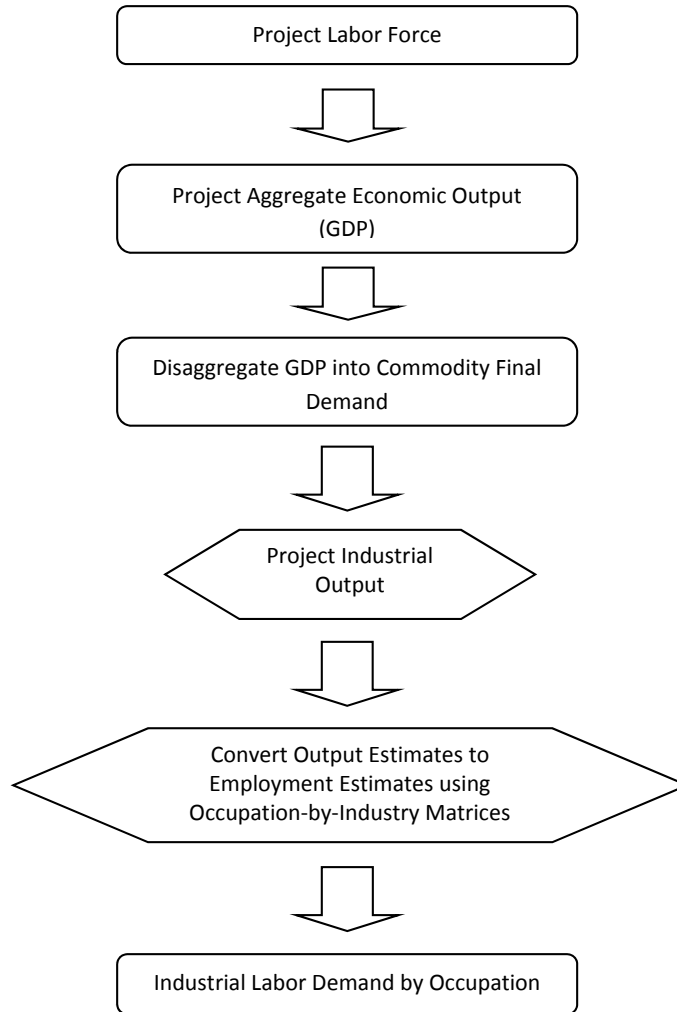 Project Labor Force
Project Aggregate Economic Output
(GDP)
Disaggregate GDP into Commodity Final
Demand
Project Industrial
Output
Convert Output Estimates to
Employment Estimates using
Occupation-by-Industry Matrices
Industrial Labor Demand by Occupation